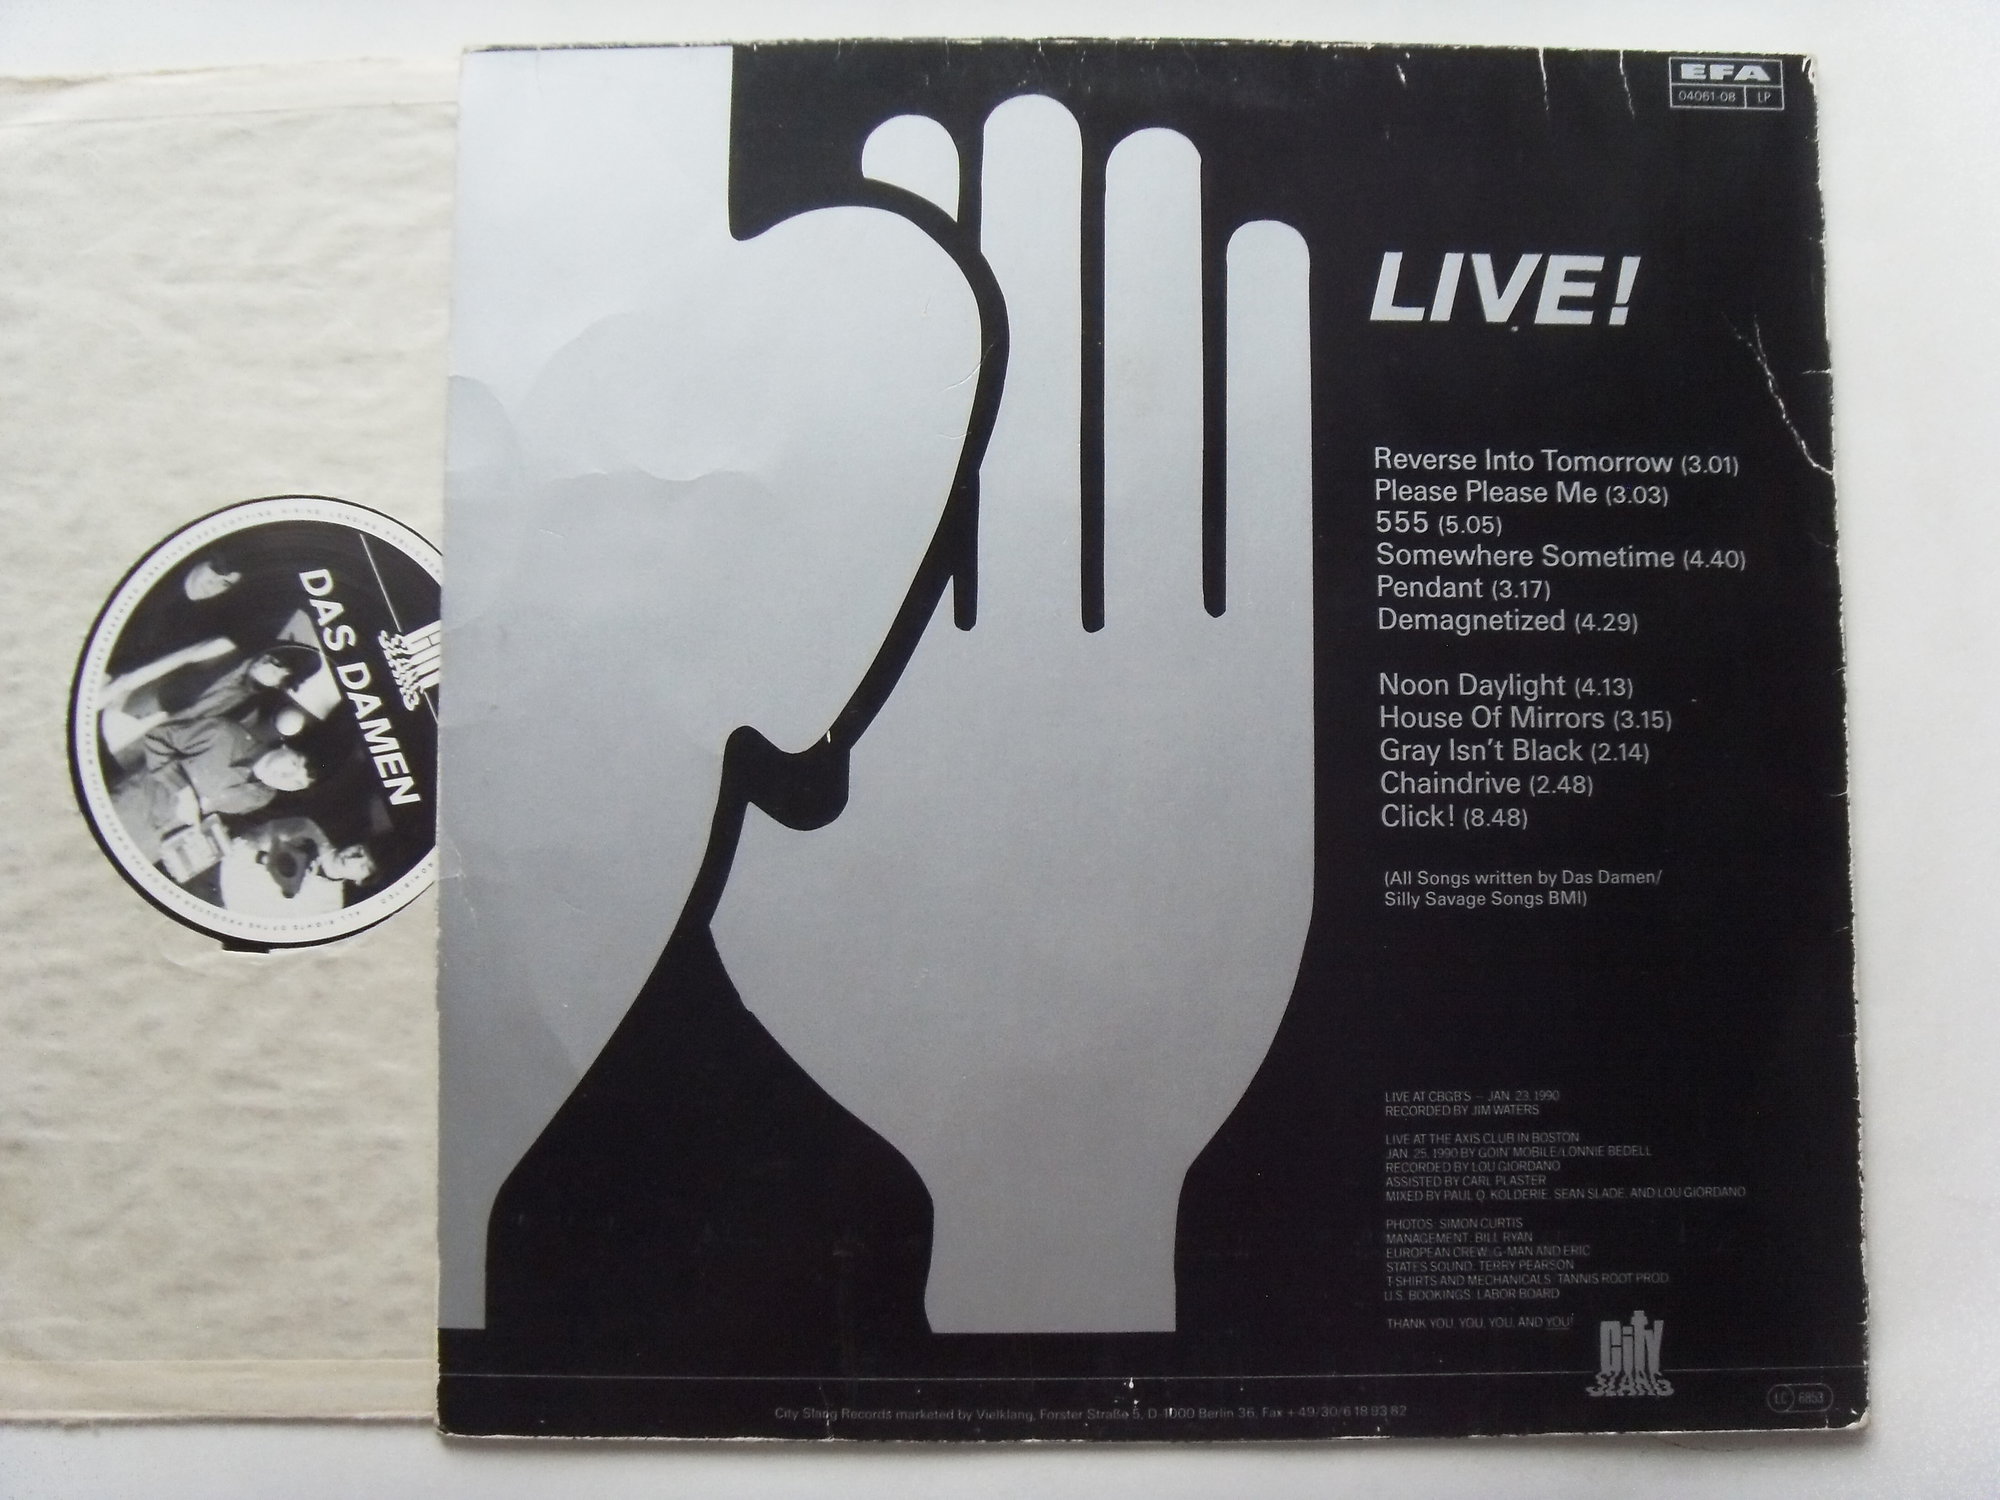 EFA
04061-08 LP
LIVE!
Reverse Into Tomorrow (3.01)
Please Please Me (3.03)
555 (5.05)
Somewhere Sometime (4.40)
Pendant (3.17)
Demagnetized (4.29)
Noon Daylight (4.13)
House Of Mirrors (3.15)
Gray Isn't Black (2.14)
Chaindrive (2.48)
Click! (8.48)
(All Songs written by Das Damen/
Silly Savage Songs BMI)
LIVE AT CBGB'S – JAN. 23, 1990
RECORDED BY JIM WATERS
LIVE AT THE AXIS CLUB IN BOSTON
JAN. 25, 1990 BY GOIN' MOBILE/LONNIE BEDELL
RECORDED BY LOU GIORDANO
ASSISTED BY CARL PLASTER
MIXED BY PAUL Q. KOLDERIE, SEAN SLADE, AND LOU GIORDANO
PHOTOS: SIMON CURTIS
MANAGEMENT: BILL RYAN
EUROPEAN CREW: G-MAN AND ERIC
STATES SOUND: TERRY PEARSON
T-SHIRTS AND MECHANICALS: TANNIS ROOT PROD.
U.S. BOOKINGS: LABOR BOARD
THANK YOU, YOU, YOU, AND YOU!
City
SLANG
LC 6853
City Slang Records marketed by Vielklang, Forster Straße 5, D-1000 Berlin 36, Fax +49/30/6 18 93 82
DAS DAMEN
CITY
SLANG